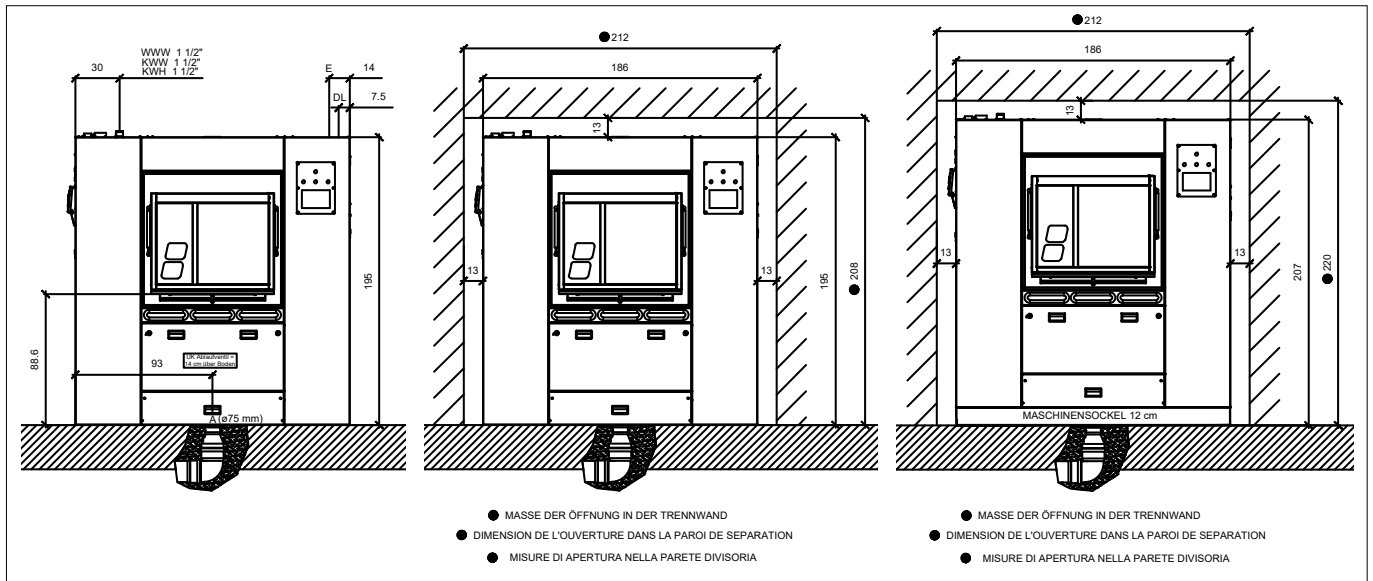 WWW 1 1/2"
KWW 1 1/2"
KWH 1 1/2"
30
E
14
DL
7.5
195
88.6
93
UK Ablaufventil =
14 cm über Boden
A (ø75 mm)
●212
186
13
13
13
195
●208
● MASSE DER ÖFFNUNG IN DER TRENNWAND
● DIMENSION DE L'OUVERTURE DANS LA PAROI DE SEPARATION
● MISURE DI APERTURA NELLA PARETE DIVISORIA
●212
186
13
13
13
207
●220
MASCHINENSOCKEL 12 cm
● MASSE DER ÖFFNUNG IN DER TRENNWAND
● DIMENSION DE L'OUVERTURE DANS LA PAROI DE SEPARATION
● MISURE DI APERTURA NELLA PARETE DIVISORIA